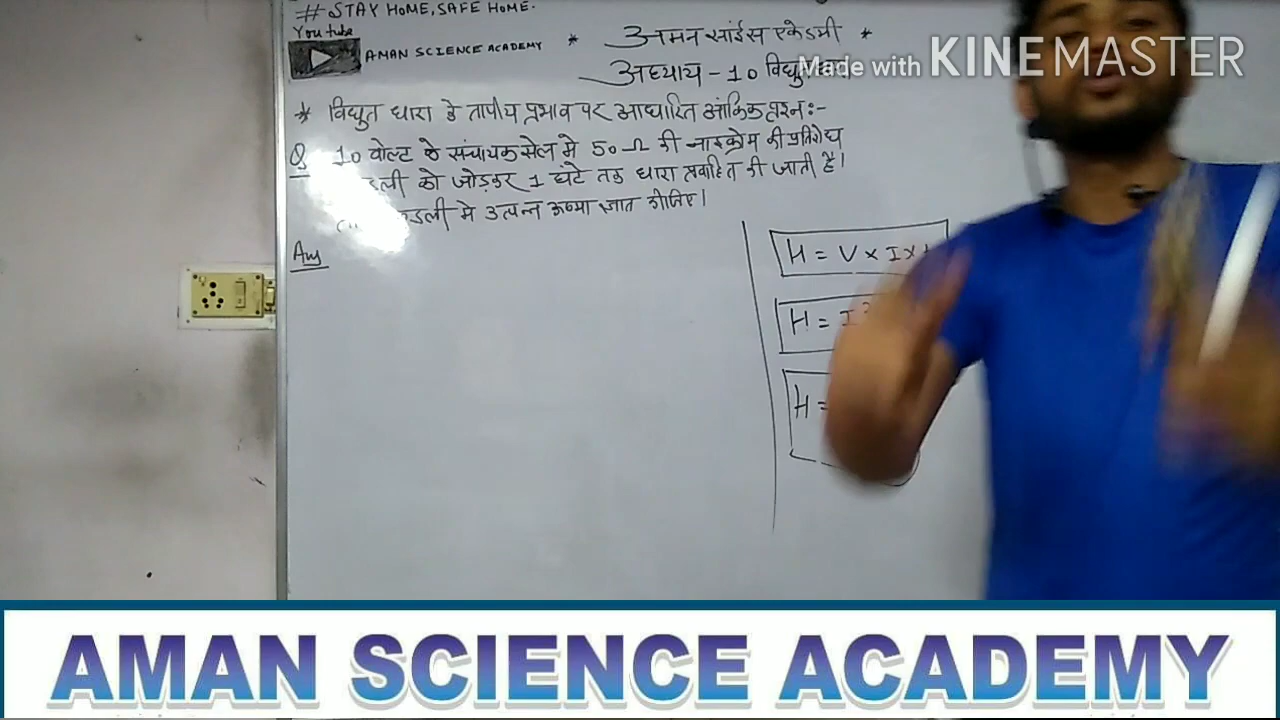 #STAY HOME, SAFE HOME.
You tube
AMAN SCIENCE ACADEMY
* अमन साईंस एकेडमी *
अध्याय - 10 विद्युत
Made with KINEMASTER
* विद्युत धारा के तापीय प्रभाव पर आधारित आंकिक प्रश्न:-
Q 10 वोल्ट के संचायक सेल मे 50 Ω की नाइक्रोम की प्रतिरोध
को जोड़कर 1 घंटे तक धारा प्रवाहित की जाती है।
मे उत्पन्न ऊष्मा ज्ञात कीजिए।
Ans
H = V × I ×
H = I
H =
AMAN SCIENCE ACADEMY